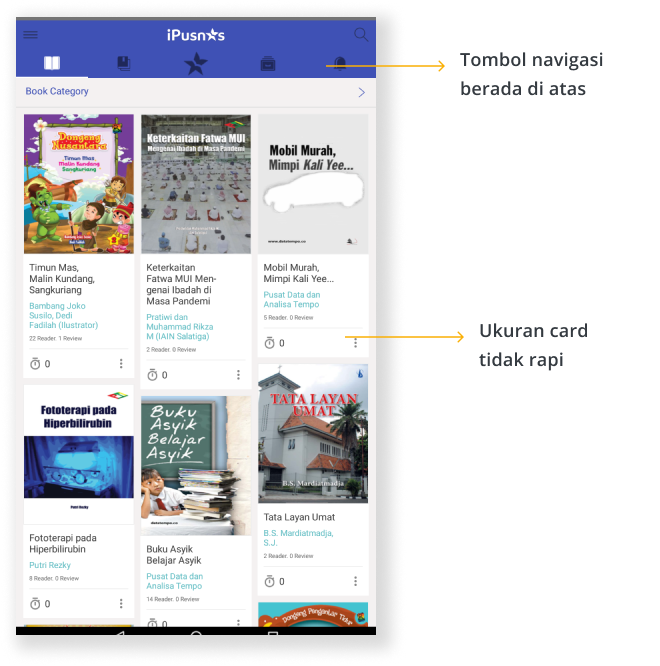 iPusnas
Tombol navigasi
berada di atas
Book Category
Dongeng
Nusantara
Timun Mas,
Malin Kundang
Sangkuriang
Timun Mas,
Malin Kundang,
Sangkuriang
Bambang Joko
Susilo, Dedi
Fadilah (Ilustrator)
22 Reader. 1 Review
0
Keterkaitan Fatwa MUI
Mengenai Ibadah di Masa Pandemi
Keterkaitan
Fatwa MUI Men-
genai Ibadah di
Masa Pandemi
Pratiwi dan
Muhammad Rikza
M (IAIN Salatiga)
2 Reader. 0 Review
0
Mobil Murah,
Mimpi Kali Yee...
www.datatempo.co
Mobil Murah,
Mimpi Kali Yee...
Pusat Data dan
Analisa Tempo
5 Reader. 0 Review
0
Ukuran card
tidak rapi
Fototerapi pada
Hiperbilirubin
Putri Rezky
Fototerapi pada
Hiperbilirubin
Putri Rezky
8 Reader. 0 Review
0
Buku
Asyik
Belajar
Asyik
datatempo.co
Buku Asyik
Belajar Asyik
Pusat Data dan
Analisa Tempo
14 Reader. 0 Review
0
TATA LAYAN
UMAT
B.S. Mardiatmadja
Tata Layan Umat
B.S. Mardiatmadja,
S.J.
2 Reader. 0 Review
0
Dongeng Pengantar Tidur